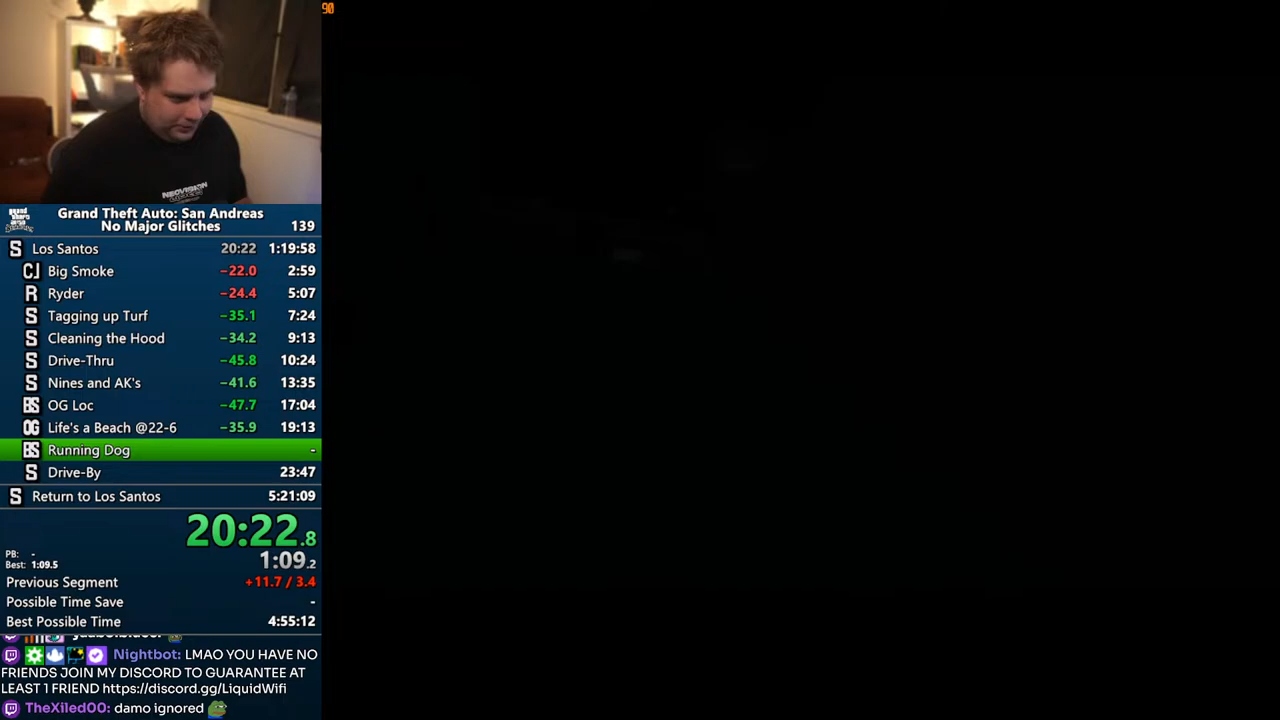 90
NEOVISION
Grand Theft Auto: San Andreas
No Major Glitches 139
S Los Santos 20:22 1:19:58
CJ Big Smoke −22.0 2:59
R Ryder −24.4 5:07
S Tagging up Turf −35.1 7:24
S Cleaning the Hood −34.2 9:13
S Drive-Thru −45.8 10:24
S Nines and AK's −41.6 13:35
BS OG Loc −47.7 17:04
OG Life's a Beach @22-6 −35.9 19:13
BS Running Dog -
S Drive-By 23:47
S Return to Los Santos 5:21:09
20:22.8
PB: -
Best: 1:09.5
1:09.2
Previous Segment +11.7 / 3.4
Possible Time Save -
Best Possible Time 4:55:12
Nightbot: LMAO YOU HAVE NO
FRIENDS JOIN MY DISCORD TO GUARANTEE AT
LEAST 1 FRIEND https://discord.gg/LiquidWifi
TheXiled00: damo ignored